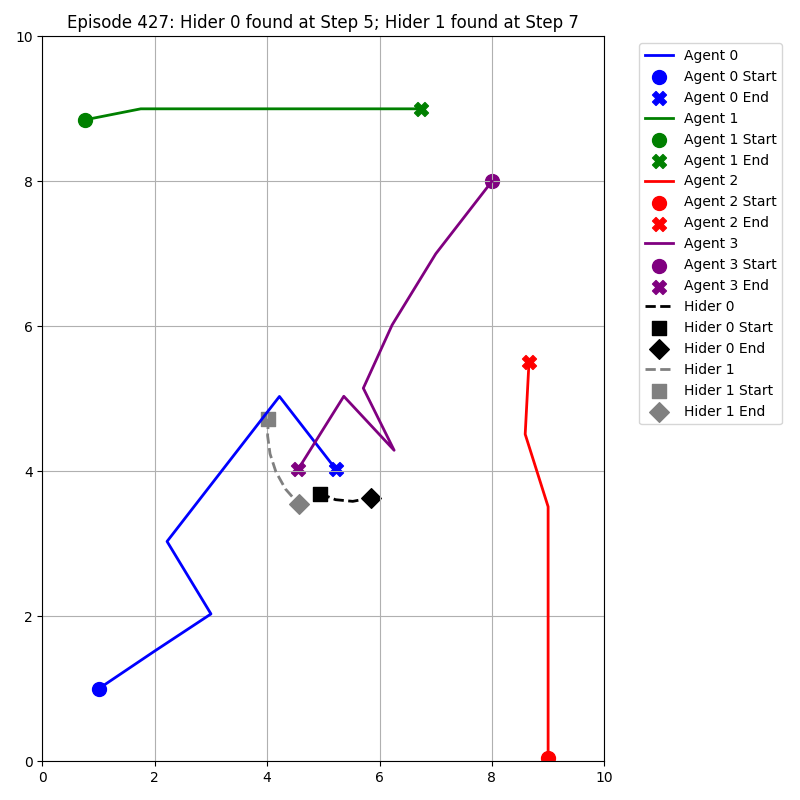 Episode 427: Hider 0 found at Step 5; Hider 1 found at Step 7
10
8
6
4
2
0
0 2 4 6 8 10
Agent 0
Agent 0 Start
Agent 0 End
Agent 1
Agent 1 Start
Agent 1 End
Agent 2
Agent 2 Start
Agent 2 End
Agent 3
Agent 3 Start
Agent 3 End
Hider 0
Hider 0 Start
Hider 0 End
Hider 1
Hider 1 Start
Hider 1 End